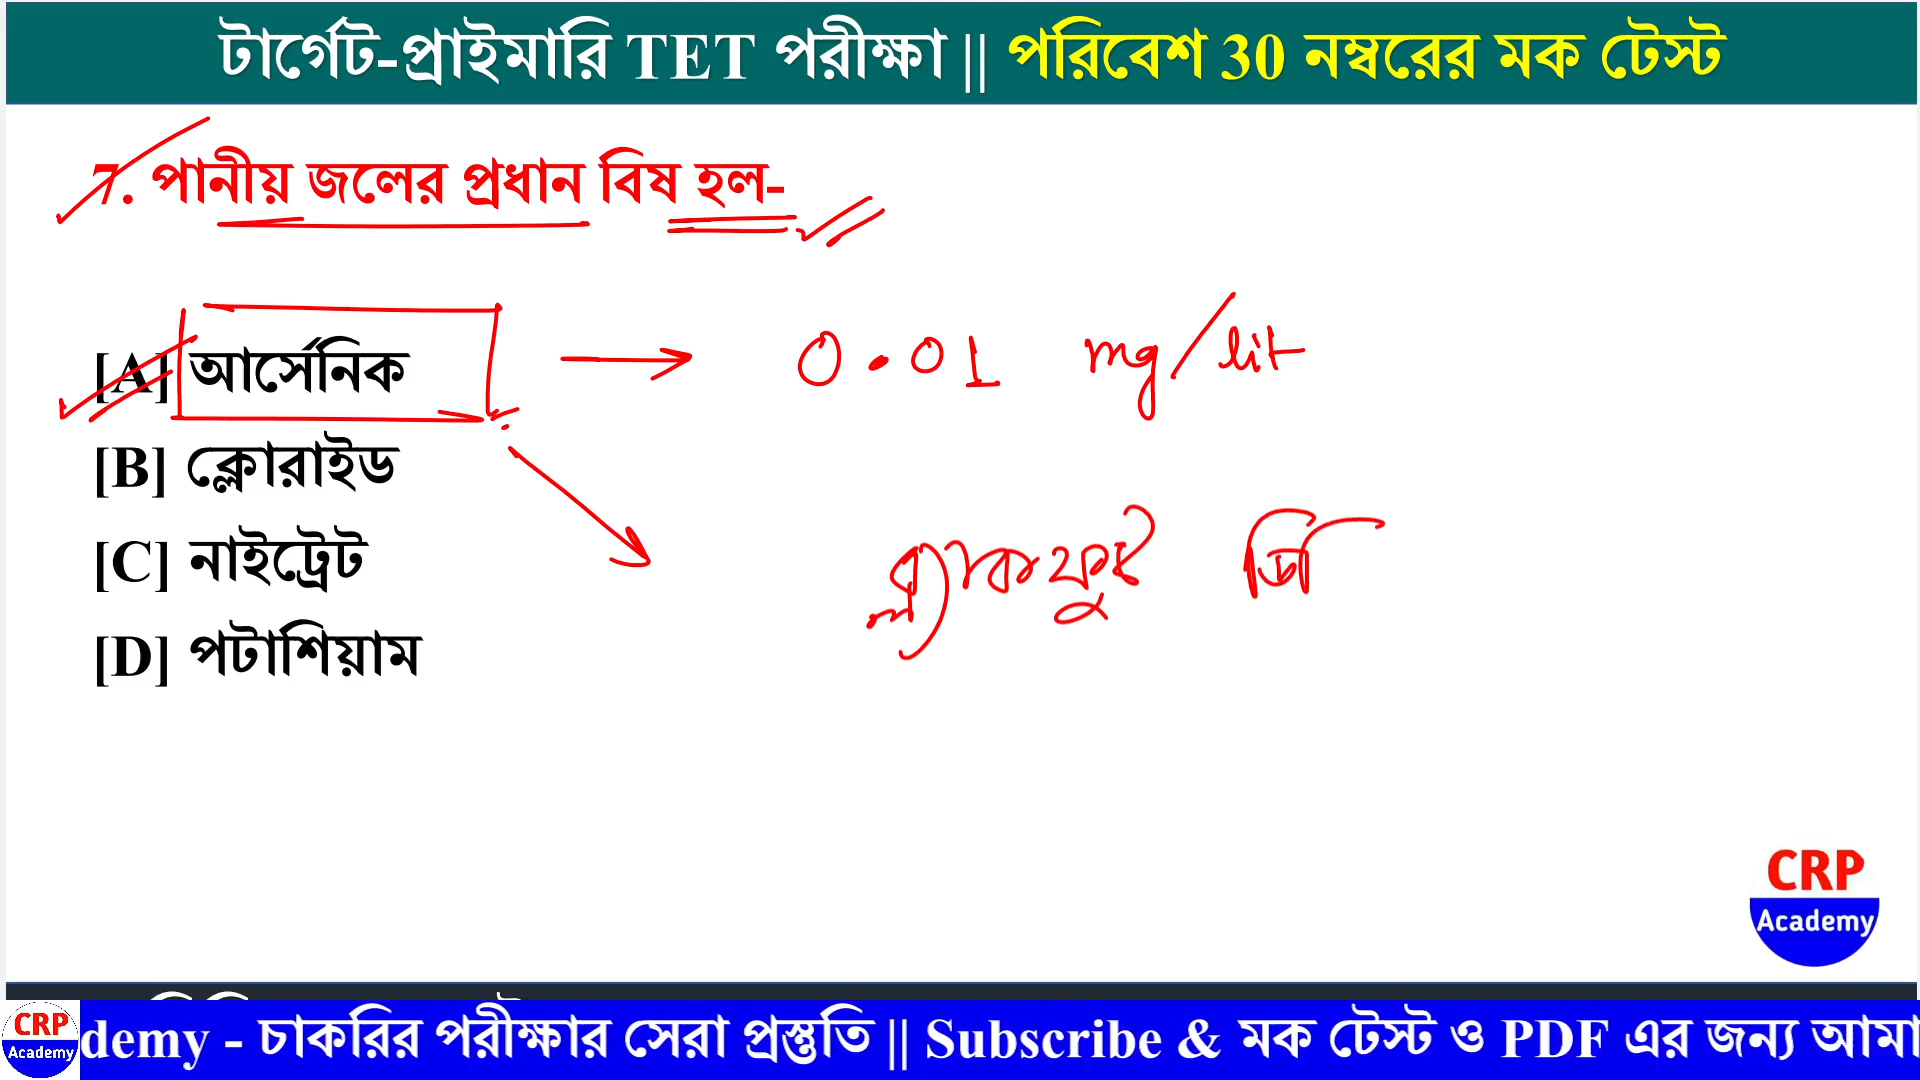 টার্গেট-প্রাইমারি TET পরীক্ষা || পরিবেশ 30 নম্বরের মক টেস্ট
7. পানীয় জলের প্রধান বিষ হল-
[A] আর্সেনিক → 0.01 mg/lit
[B] ক্লোরাইড
[C] নাইট্রেট
ব্ল্যাকফুট ডি
[D] পটাশিয়াম
CRP
Academy
CRP
Academy
demy - চাকরির পরীক্ষার সেরা প্রস্তুতি || Subscribe & মক টেস্ট ও PDF এর জন্য আমা